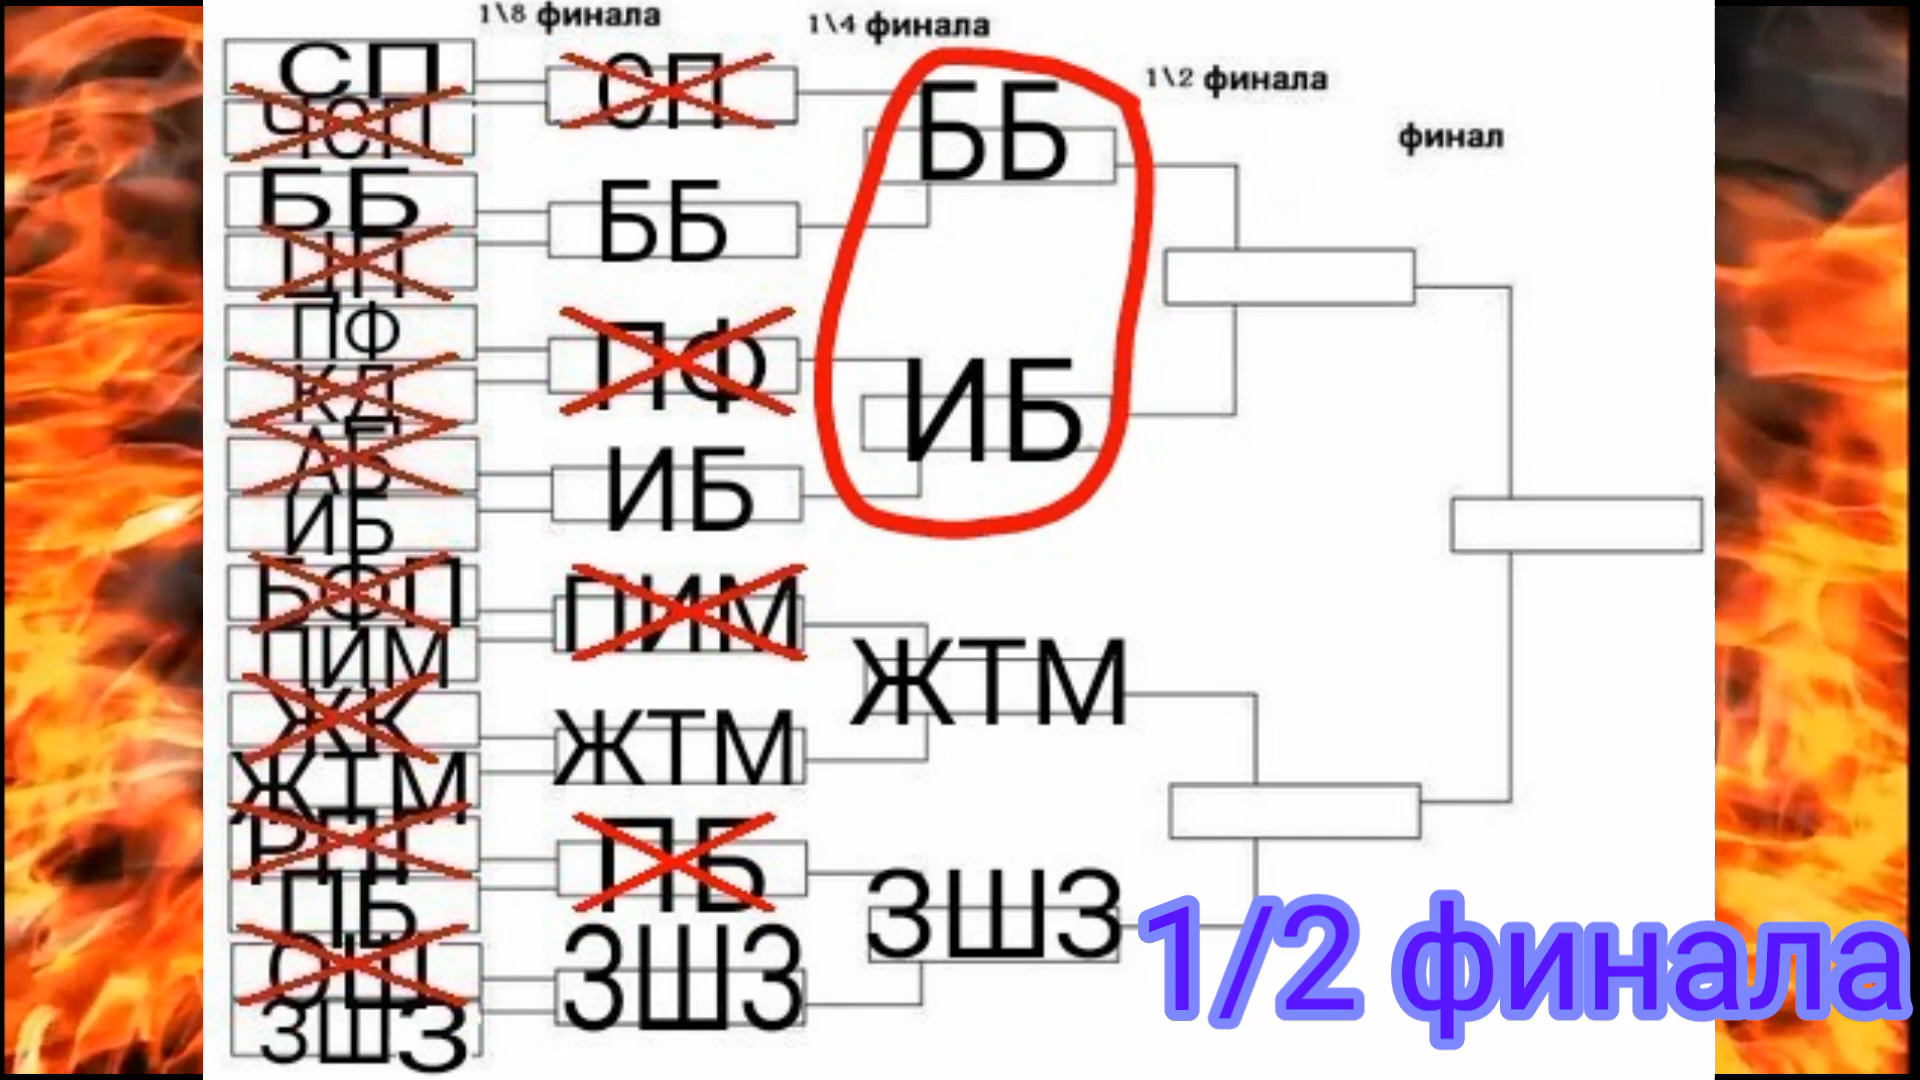 1\8 финала
1\4 финала
1\2 финала
финал
СП
ЧСП
ББ
ЦП
ПФ
КД
АБ
ИБ
БФП
ПИМ
ЖК
ЖТМ
ПБ
ЗШЗ
СП
ББ
ПФ
ИБ
ПИМ
ЖТМ
ПБ
ЗШЗ
ББ
ИБ
ЖТМ
ЗШЗ
1/2 финала